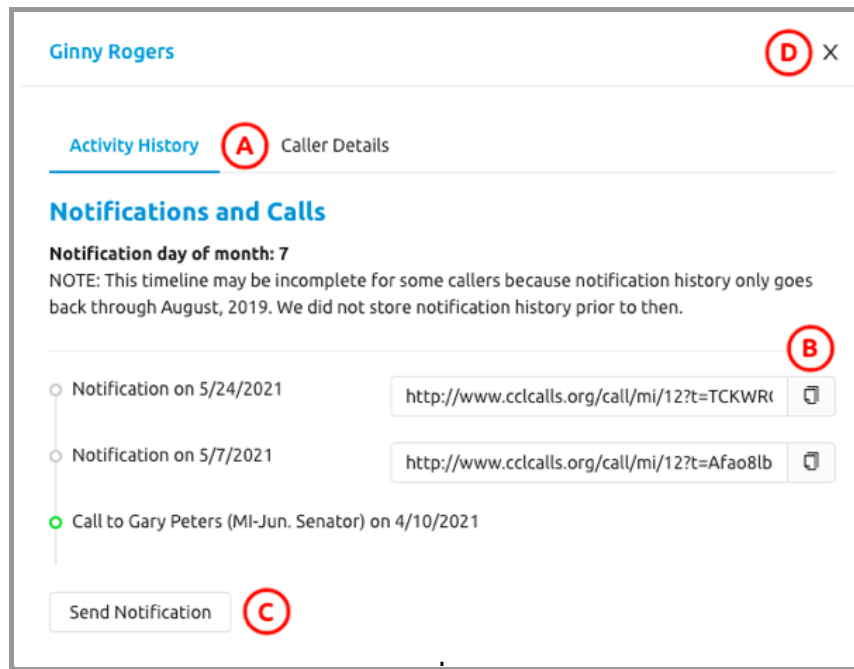 Ginny Rogers D X
Activity History A Caller Details
Notifications and Calls
Notification day of month: 7
NOTE: This timeline may be incomplete for some callers because notification history only goes
back through August, 2019. We did not store notification history prior to then.
B
Notification on 5/24/2021 http://www.cclcalls.org/call/mi/12?t=TCKWR
Notification on 5/7/2021 http://www.cclcalls.org/call/mi/12?t=Afao8lb
Call to Gary Peters (MI-Jun. Senator) on 4/10/2021
Send Notification C